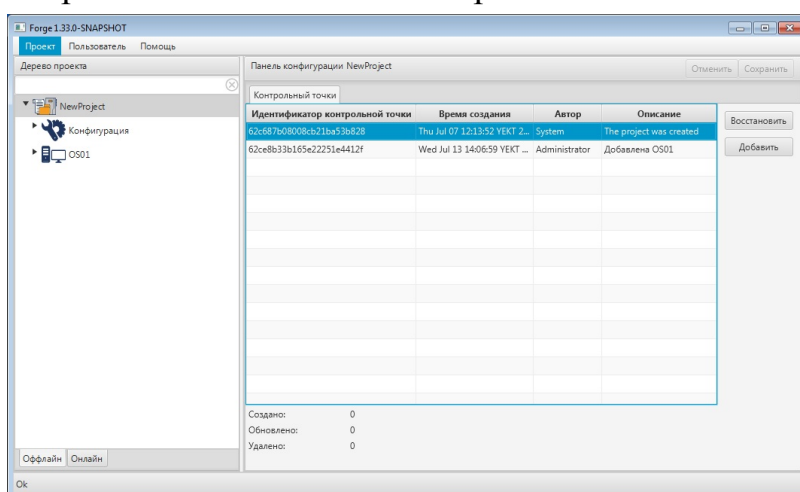 Forge 1.33.0-SNAPSHOT
Проект Пользователь Помощь
Дерево проекта
Панель конфигурации NewProject
Отменить Сохранить
NewProject
Конфигурация
OS01
Контрольный точки
Идентификатор контрольной точки Время создания Автор Описание
62c687b08008cb21ba53b828 Thu Jul 07 12:13:52 YEKT 2... System The project was created
62ce8b33b165e22251e4412f Wed Jul 13 14:06:59 YEKT ... Administrator Добавлена OS01
Восстановить
Добавить
Создано: 0
Обновлено: 0
Удалено: 0
Оффлайн Онлайн
Ok